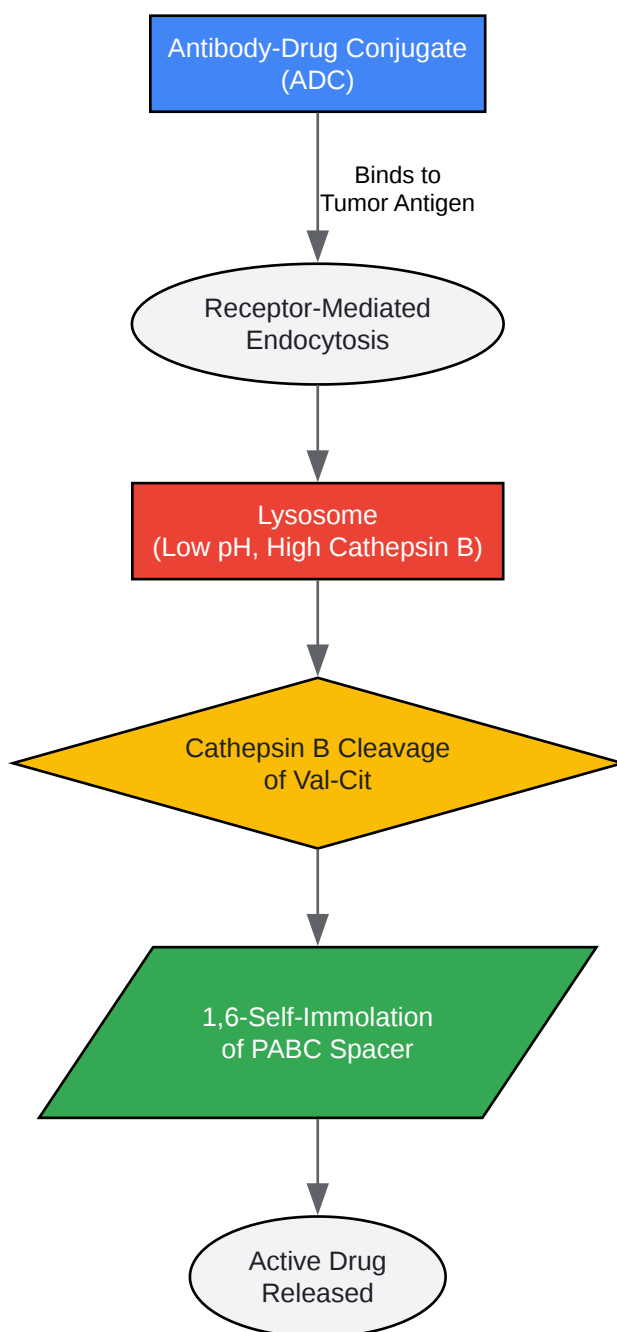 Antibody-Drug Conjugate
(ADC)
Binds to
Tumor Antigen
Receptor-Mediated
Endocytosis
Lysosome
(Low pH, High Cathepsin B)
Cathepsin B Cleavage
of Val-Cit
1,6-Self-Immolation
of PABC Spacer
Active Drug
Released